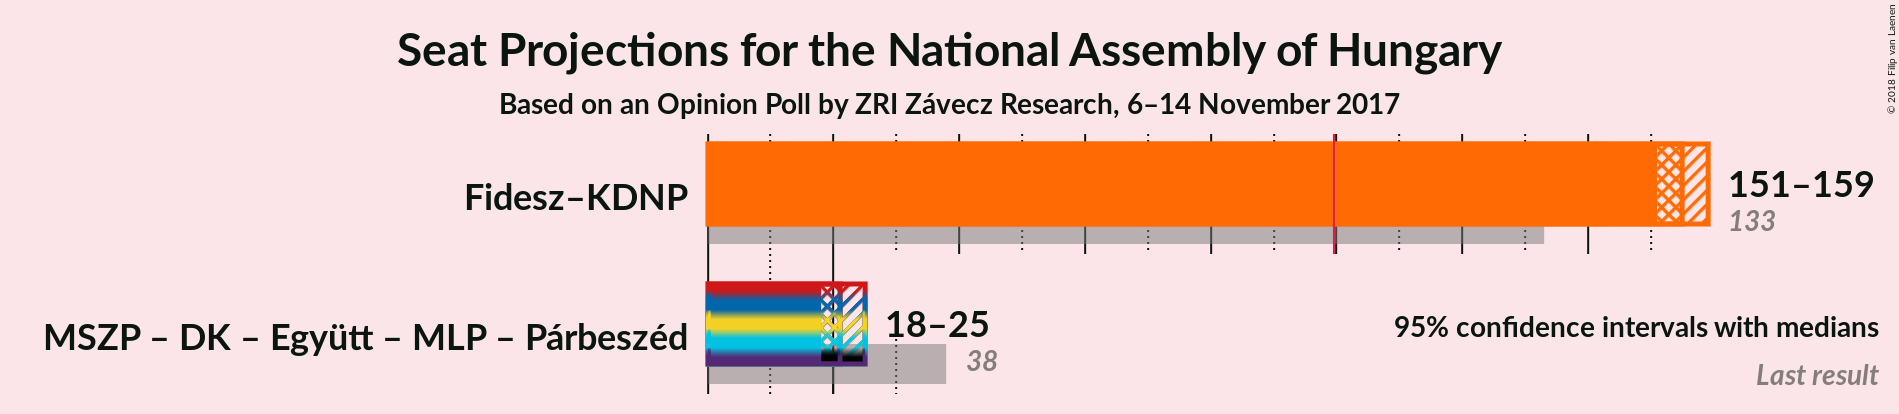 Seat Projections for the National Assembly of Hungary
Based on an Opinion Poll by ZRI Závecz Research, 6–14 November 2017
© 2018 Filip van Laenen
Fidesz–KDNP
151–159
133
MSZP – DK – Együtt – MLP – Párbeszéd
18–25
38
95% confidence intervals with medians
Last result